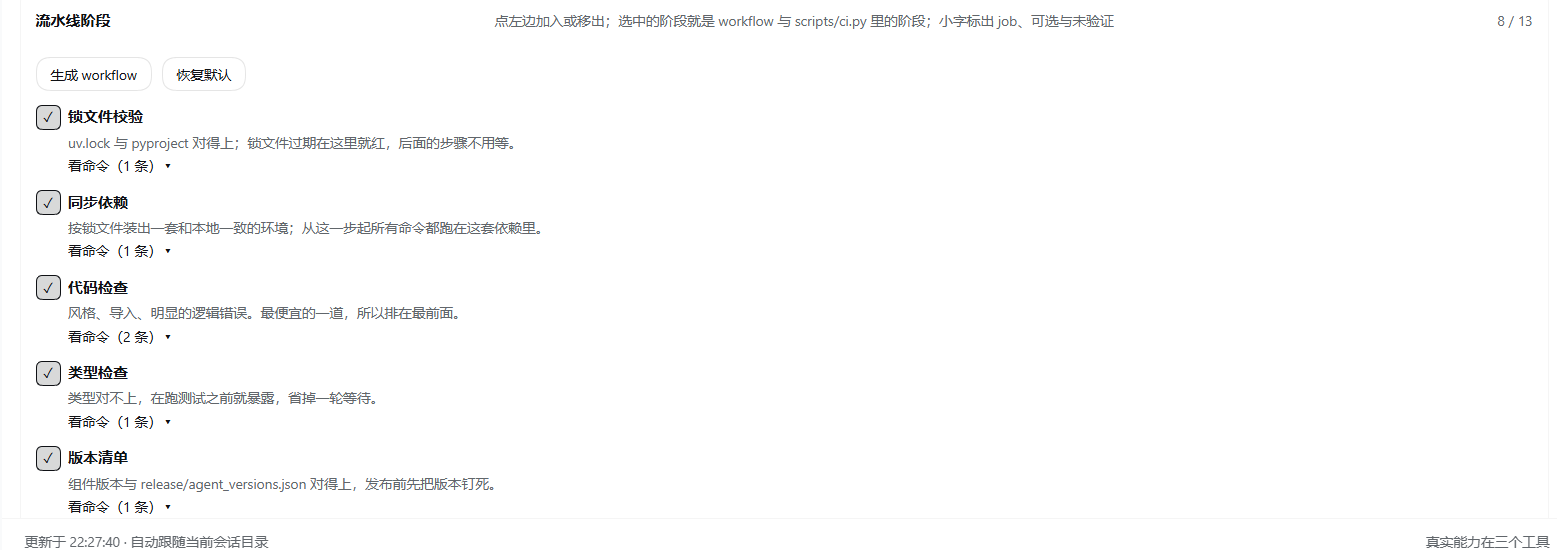 流水线阶段 点左边加入或移出；选中的阶段就是 workflow 与 scripts/ci.py 里的阶段；小字标出 job、可选与未验证 8 / 13
生成 workflow 恢复默认
✓ 锁文件校验
uv.lock 与 pyproject 对得上；锁文件过期在这里就红，后面的步骤不用等。
看命令（1 条） ▾
✓ 同步依赖
按锁文件装出一套和本地一致的环境；从这一步起所有命令都跑在这套依赖里。
看命令（1 条） ▾
✓ 代码检查
风格、导入、明显的逻辑错误。最便宜的一道，所以排在最前面。
看命令（2 条） ▾
✓ 类型检查
类型对不上，在跑测试之前就暴露，省掉一轮等待。
看命令（1 条） ▾
✓ 版本清单
组件版本与 release/agent_versions.json 对得上，发布前先把版本钉死。
看命令（1 条） ▾
更新于 22:27:40 · 自动跟随当前会话目录 真实能力在三个工具